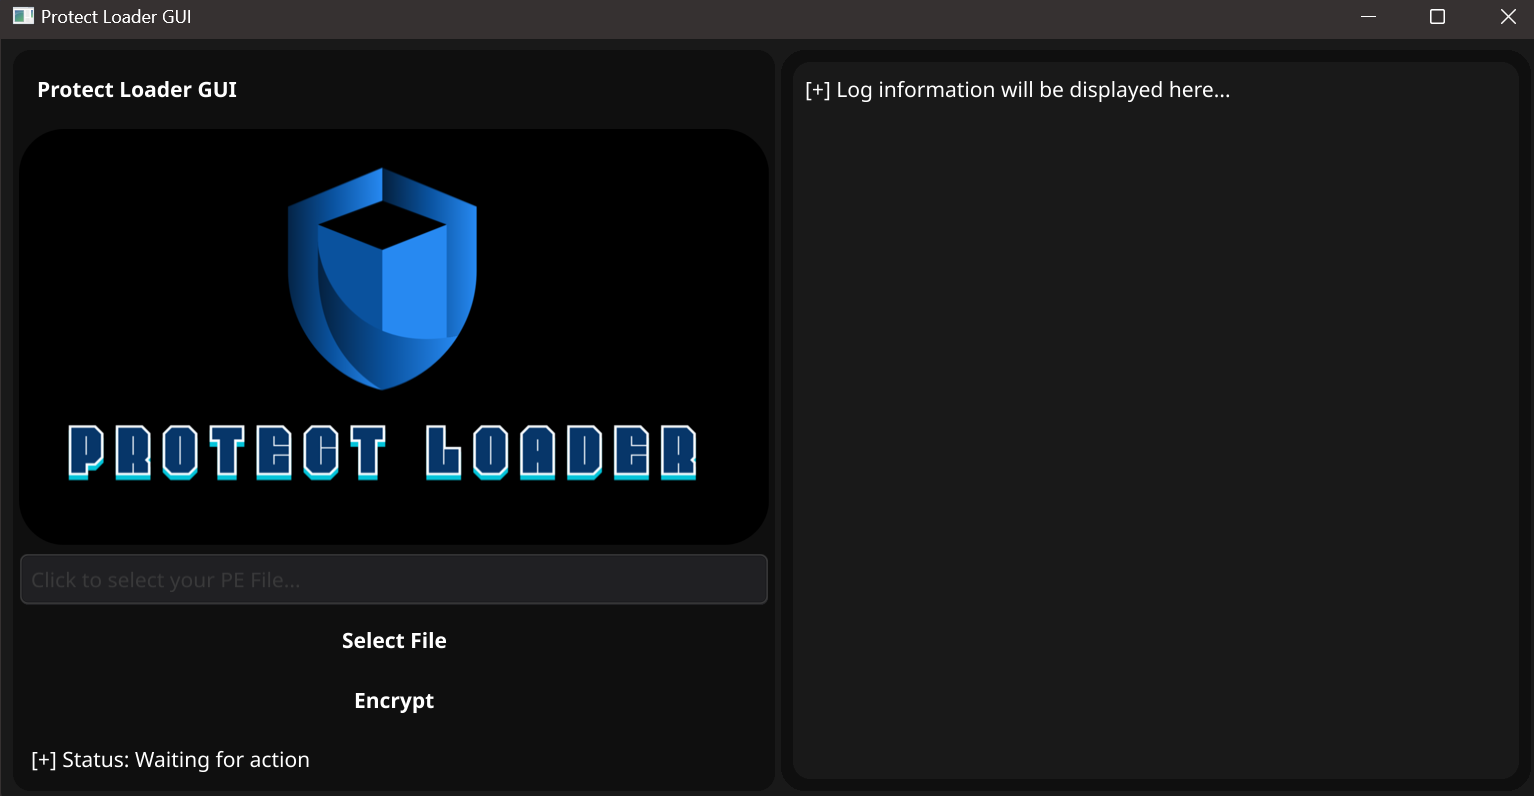 Protect Loader GUI
Protect Loader GUI
PROTECT LOADER
Click to select your PE File...
Select File
Encrypt
[+] Status: Waiting for action
[+] Log information will be displayed here...